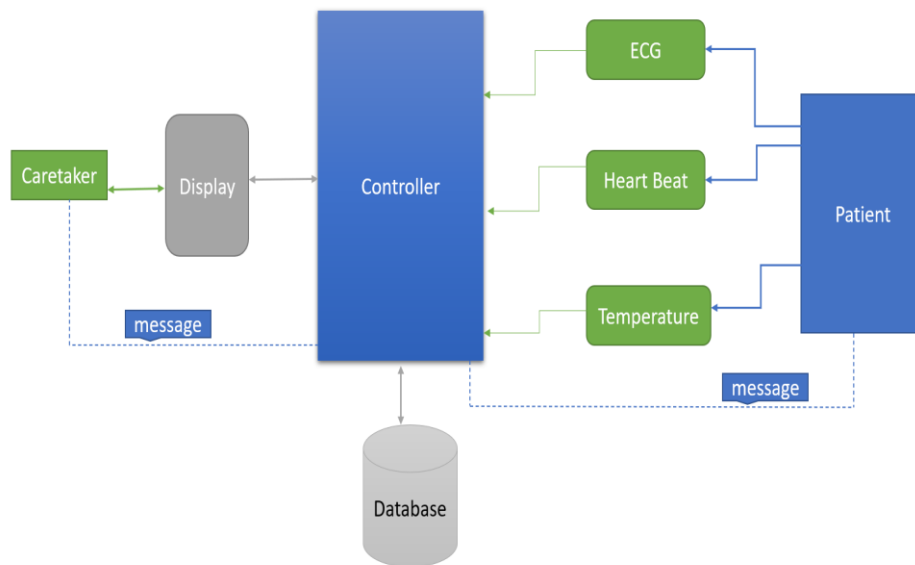 ECG
Caretaker
Display
Controller
Heart Beat
Patient
Temperature
message
message
Database